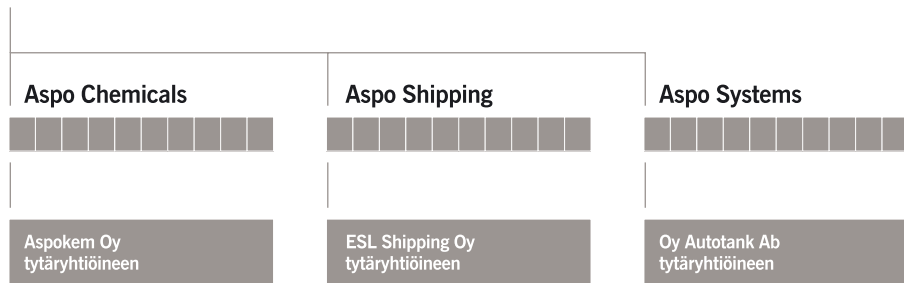 Aspo Chemicals
Aspo Shipping
Aspo Systems
Aspokem Oy
tytäryhtiöineen
ESL Shipping Oy
tytäryhtiöineen
Oy Autotank Ab
tytäryhtiöineen